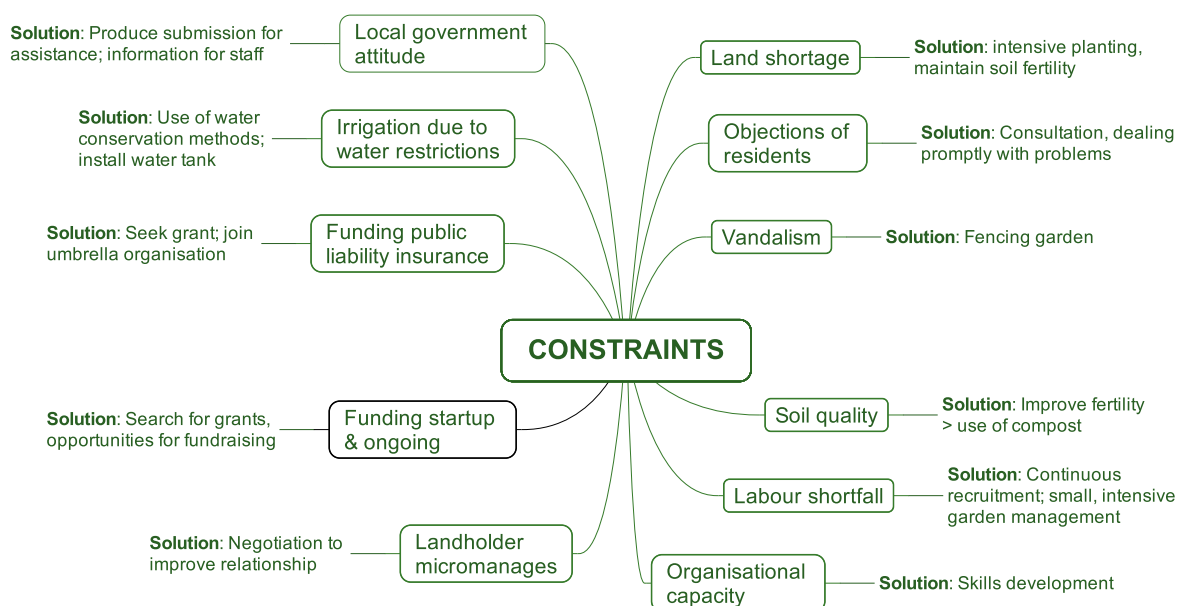 Solution: Produce submission for
assistance; information for staff
Local government
attitude
Solution: Use of water
conservation methods;
install water tank
Irrigation due to
water restrictions
Solution: Seek grant; join
umbrella organisation
Funding public
liability insurance
Land shortage
Solution: intensive planting,
maintain soil fertility
Objections of
residents
Solution: Consultation, dealing
promptly with problems
Vandalism
Solution: Fencing garden
CONSTRAINTS
Solution: Search for grants,
opportunities for fundraising
Funding startup
& ongoing
Solution: Negotiation to
improve relationship
Landholder
micromanages
Soil quality
Solution: Improve fertility
> use of compost
Labour shortfall
Solution: Continuous
recruitment; small, intensive
garden management
Organisational
capacity
Solution: Skills development